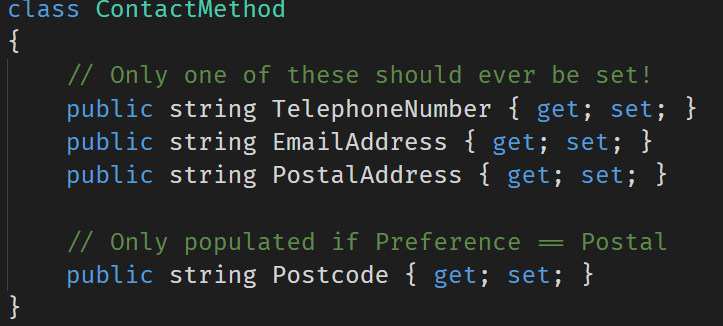 class ContactMethod
{
// Only one of these should ever be set!
public string TelephoneNumber { get; set; }
public string EmailAddress { get; set; }
public string PostalAddress { get; set; }
// Only populated if Preference == Postal
public string Postcode { get; set; }
}